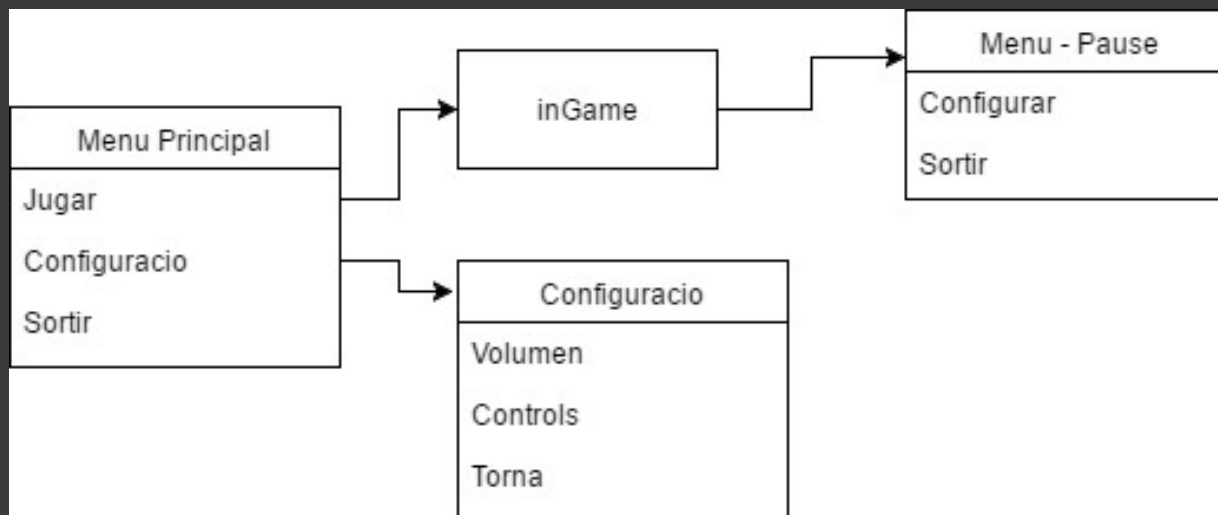 Menu Principal
Jugar
Configuracio
Sortir
inGame
Menu - Pause
Configurar
Sortir
Configuracio
Volumen
Controls
Torna